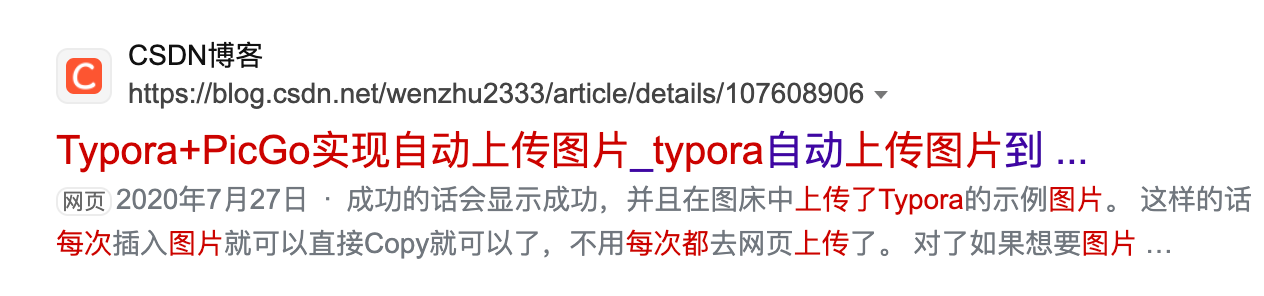 CSDN博客
C
https://blog.csdn.net/wenzhu2333/article/details/107608906
Typora+PicGo实现自动上传图片_typora自动上传图片到 ...
网页 2020年7月27日 · 成功的话会显示成功，并且在图床中上传了Typora的示例图片。 这样的话
每次插入图片就可以直接Copy就可以了，不用每次都去网页上传了。 对了如果想要图片 …